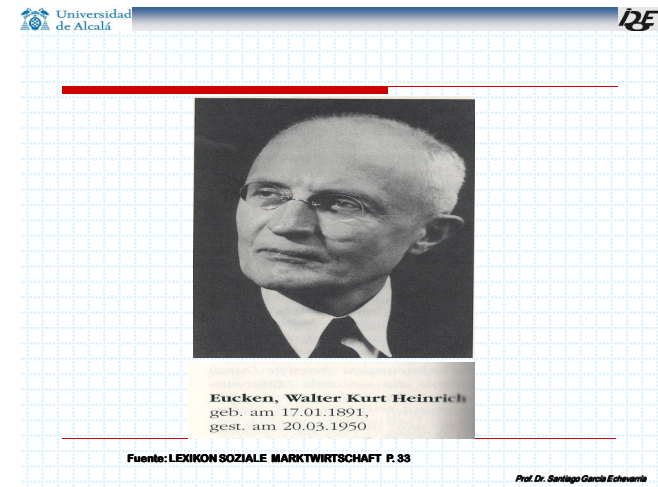 Universidad
de Alcalá
IDOE
Eucken, Walter Kurt Heinrich
geb. am 17.01.1891,
gest. am 20.03.1950
Fuente: LEXIKON SOZIALE MARKTWIRTSCHAFT P. 33
Prof. Dr. Santiago García Echevarría